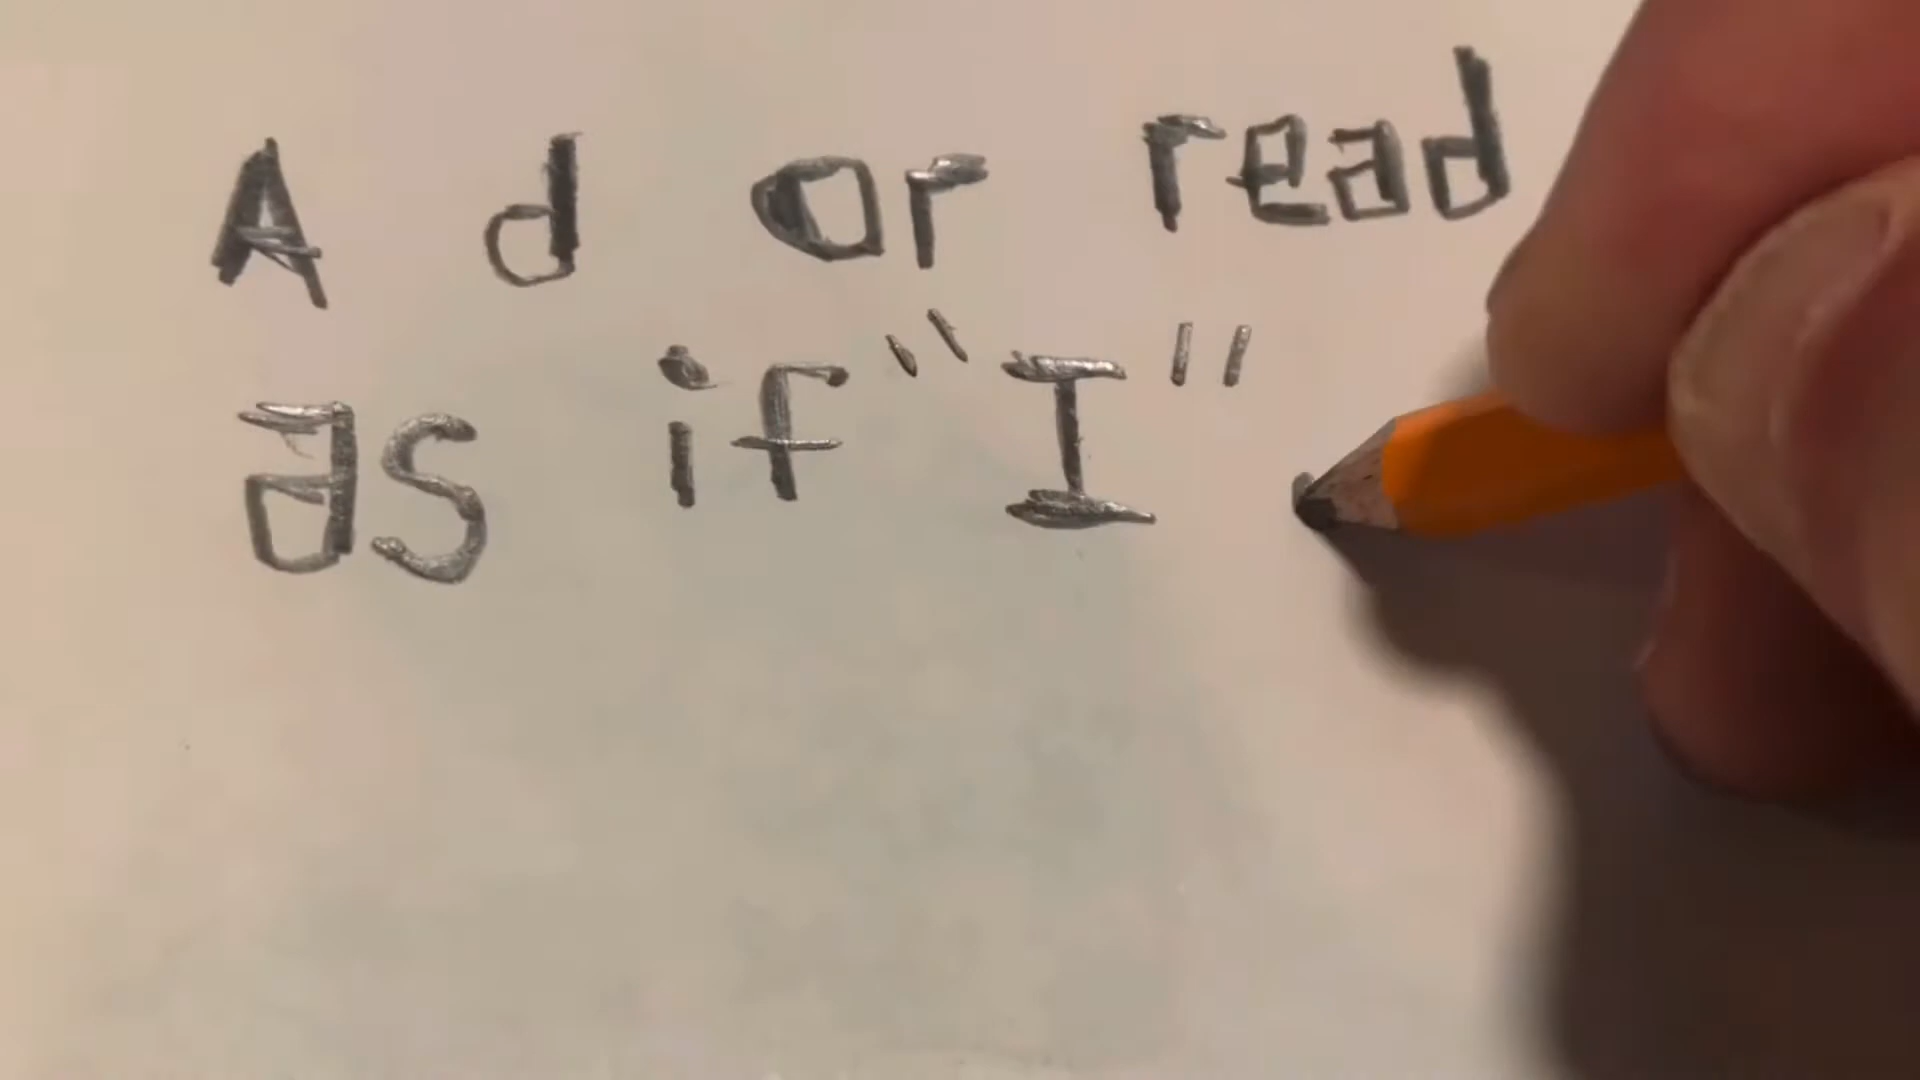 A d or read
as if "I"